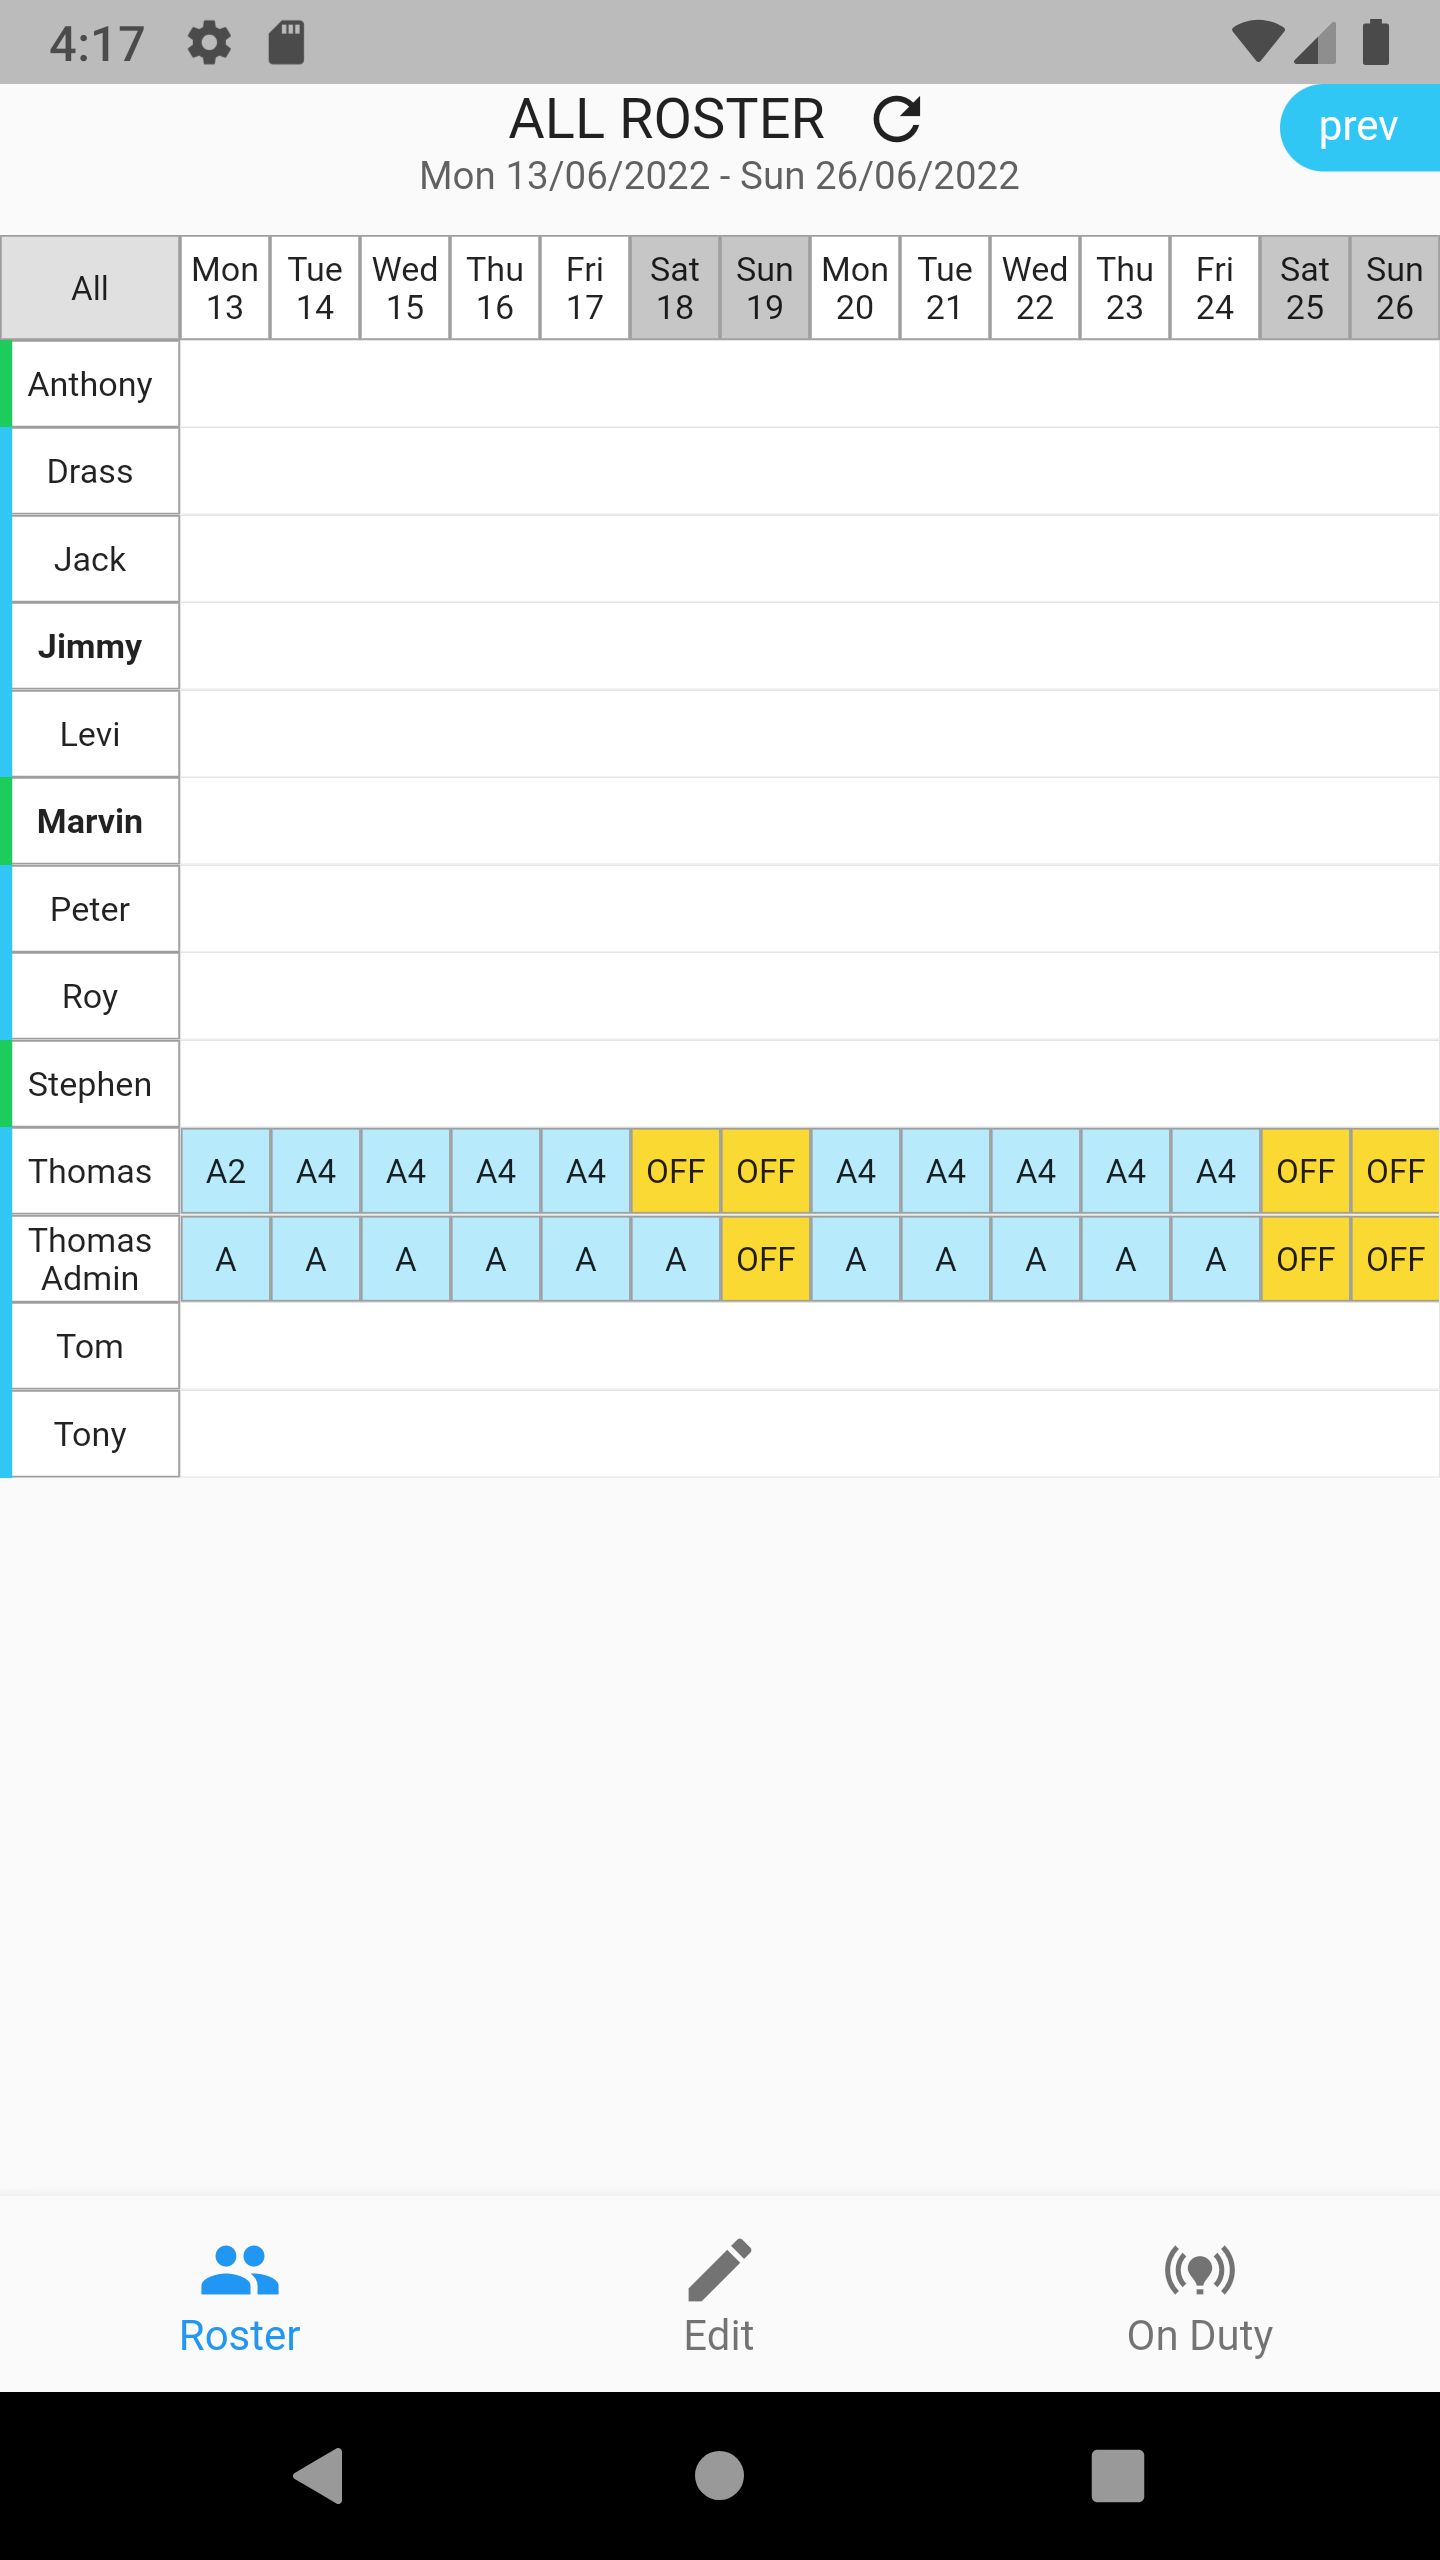 4:17
ALL ROSTER
prev
Mon 13/06/2022 - Sun 26/06/2022
All Mon 13 Tue 14 Wed 15 Thu 16 Fri 17 Sat 18 Sun 19 Mon 20 Tue 21 Wed 22 Thu 23 Fri 24 Sat 25 Sun 26
Anthony
Drass
Jack
Jimmy
Levi
Marvin
Peter
Roy
Stephen
Thomas A2 A4 A4 A4 A4 OFF OFF A4 A4 A4 A4 A4 OFF OFF
Thomas Admin A A A A A A OFF A A A A A OFF OFF
Tom
Tony
Roster Edit On Duty